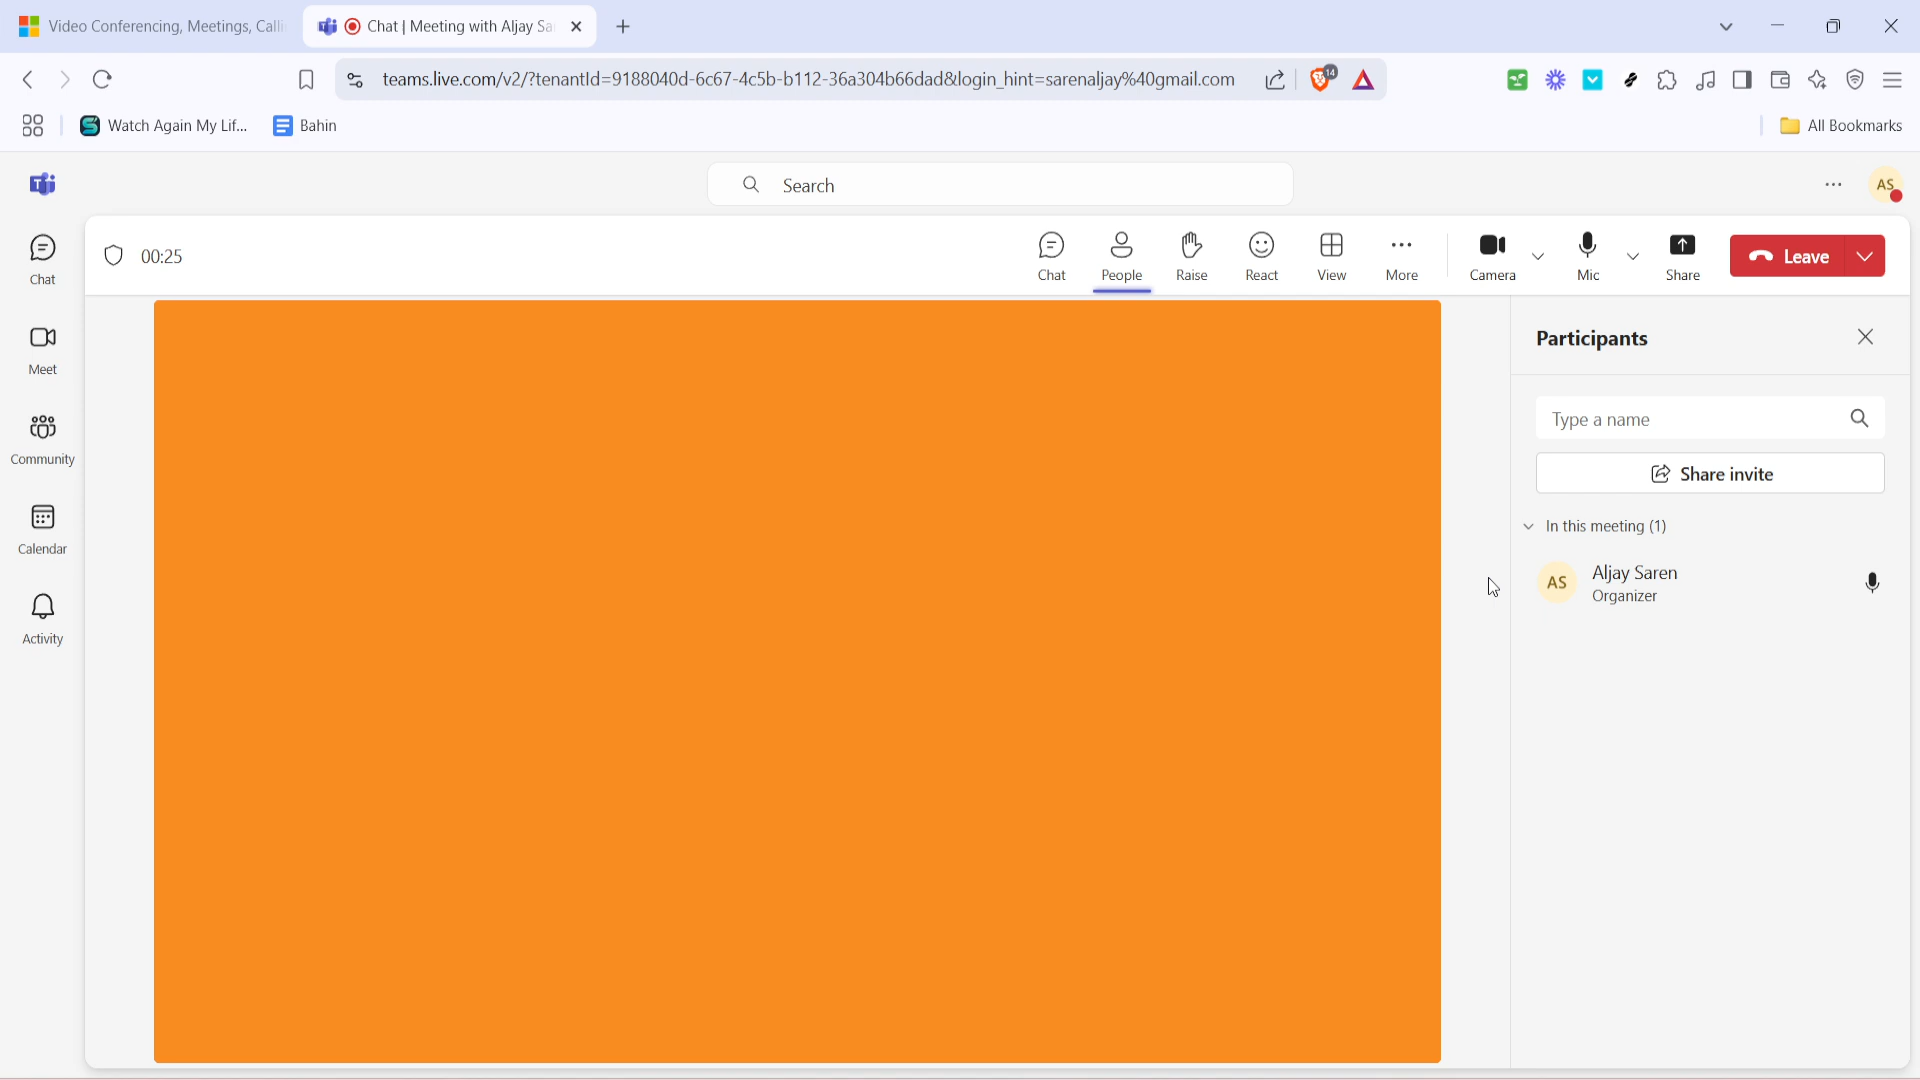 Video Conferencing, Meetings, Calli
Chat | Meeting with Aljay Sa
teams.live.com/v2/?tenantId=9188040d-6c67-4c5b-b112-36a304b66dad&login_hint=sarenaljay%40gmail.com
14
Watch Again My Lif...
Bahin
All Bookmarks
Search
AS
Chat
Meet
Community
Calendar
Activity
00:25
Chat
People
Raise
React
View
More
Camera
Mic
Share
Leave
Participants
Type a name
Share invite
In this meeting (1)
AS
Aljay Saren
Organizer